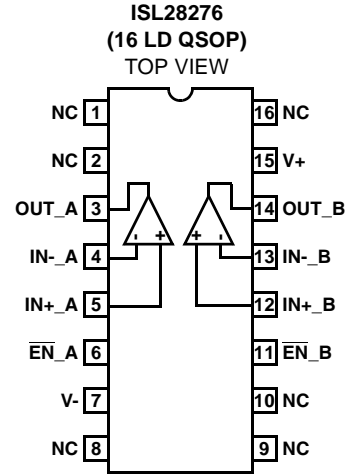 ISL28276
(16 LD QSOP)
TOP VIEW
NC 1 16 NC
NC 2 15 V+
OUT_A 3 14 OUT_B
IN-_A 4 - + + - 13 IN-_B
IN+_A 5 12 IN+_B
E̅N̅_A 6 11 E̅N̅_B
V- 7 10 NC
NC 8 9 NC